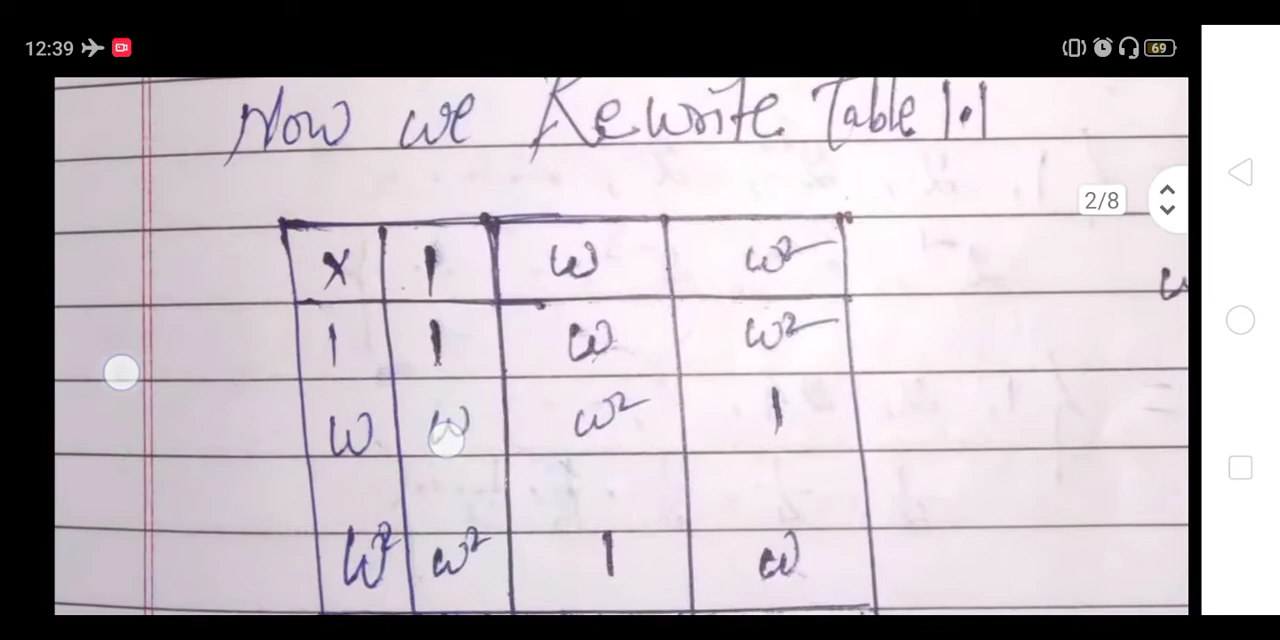 12:39
69
Now we Rewrite Table 1.1
2/8
x 1 ω ω²
1 1 ω ω²
ω ω ω² 1
ω² ω² 1 ω